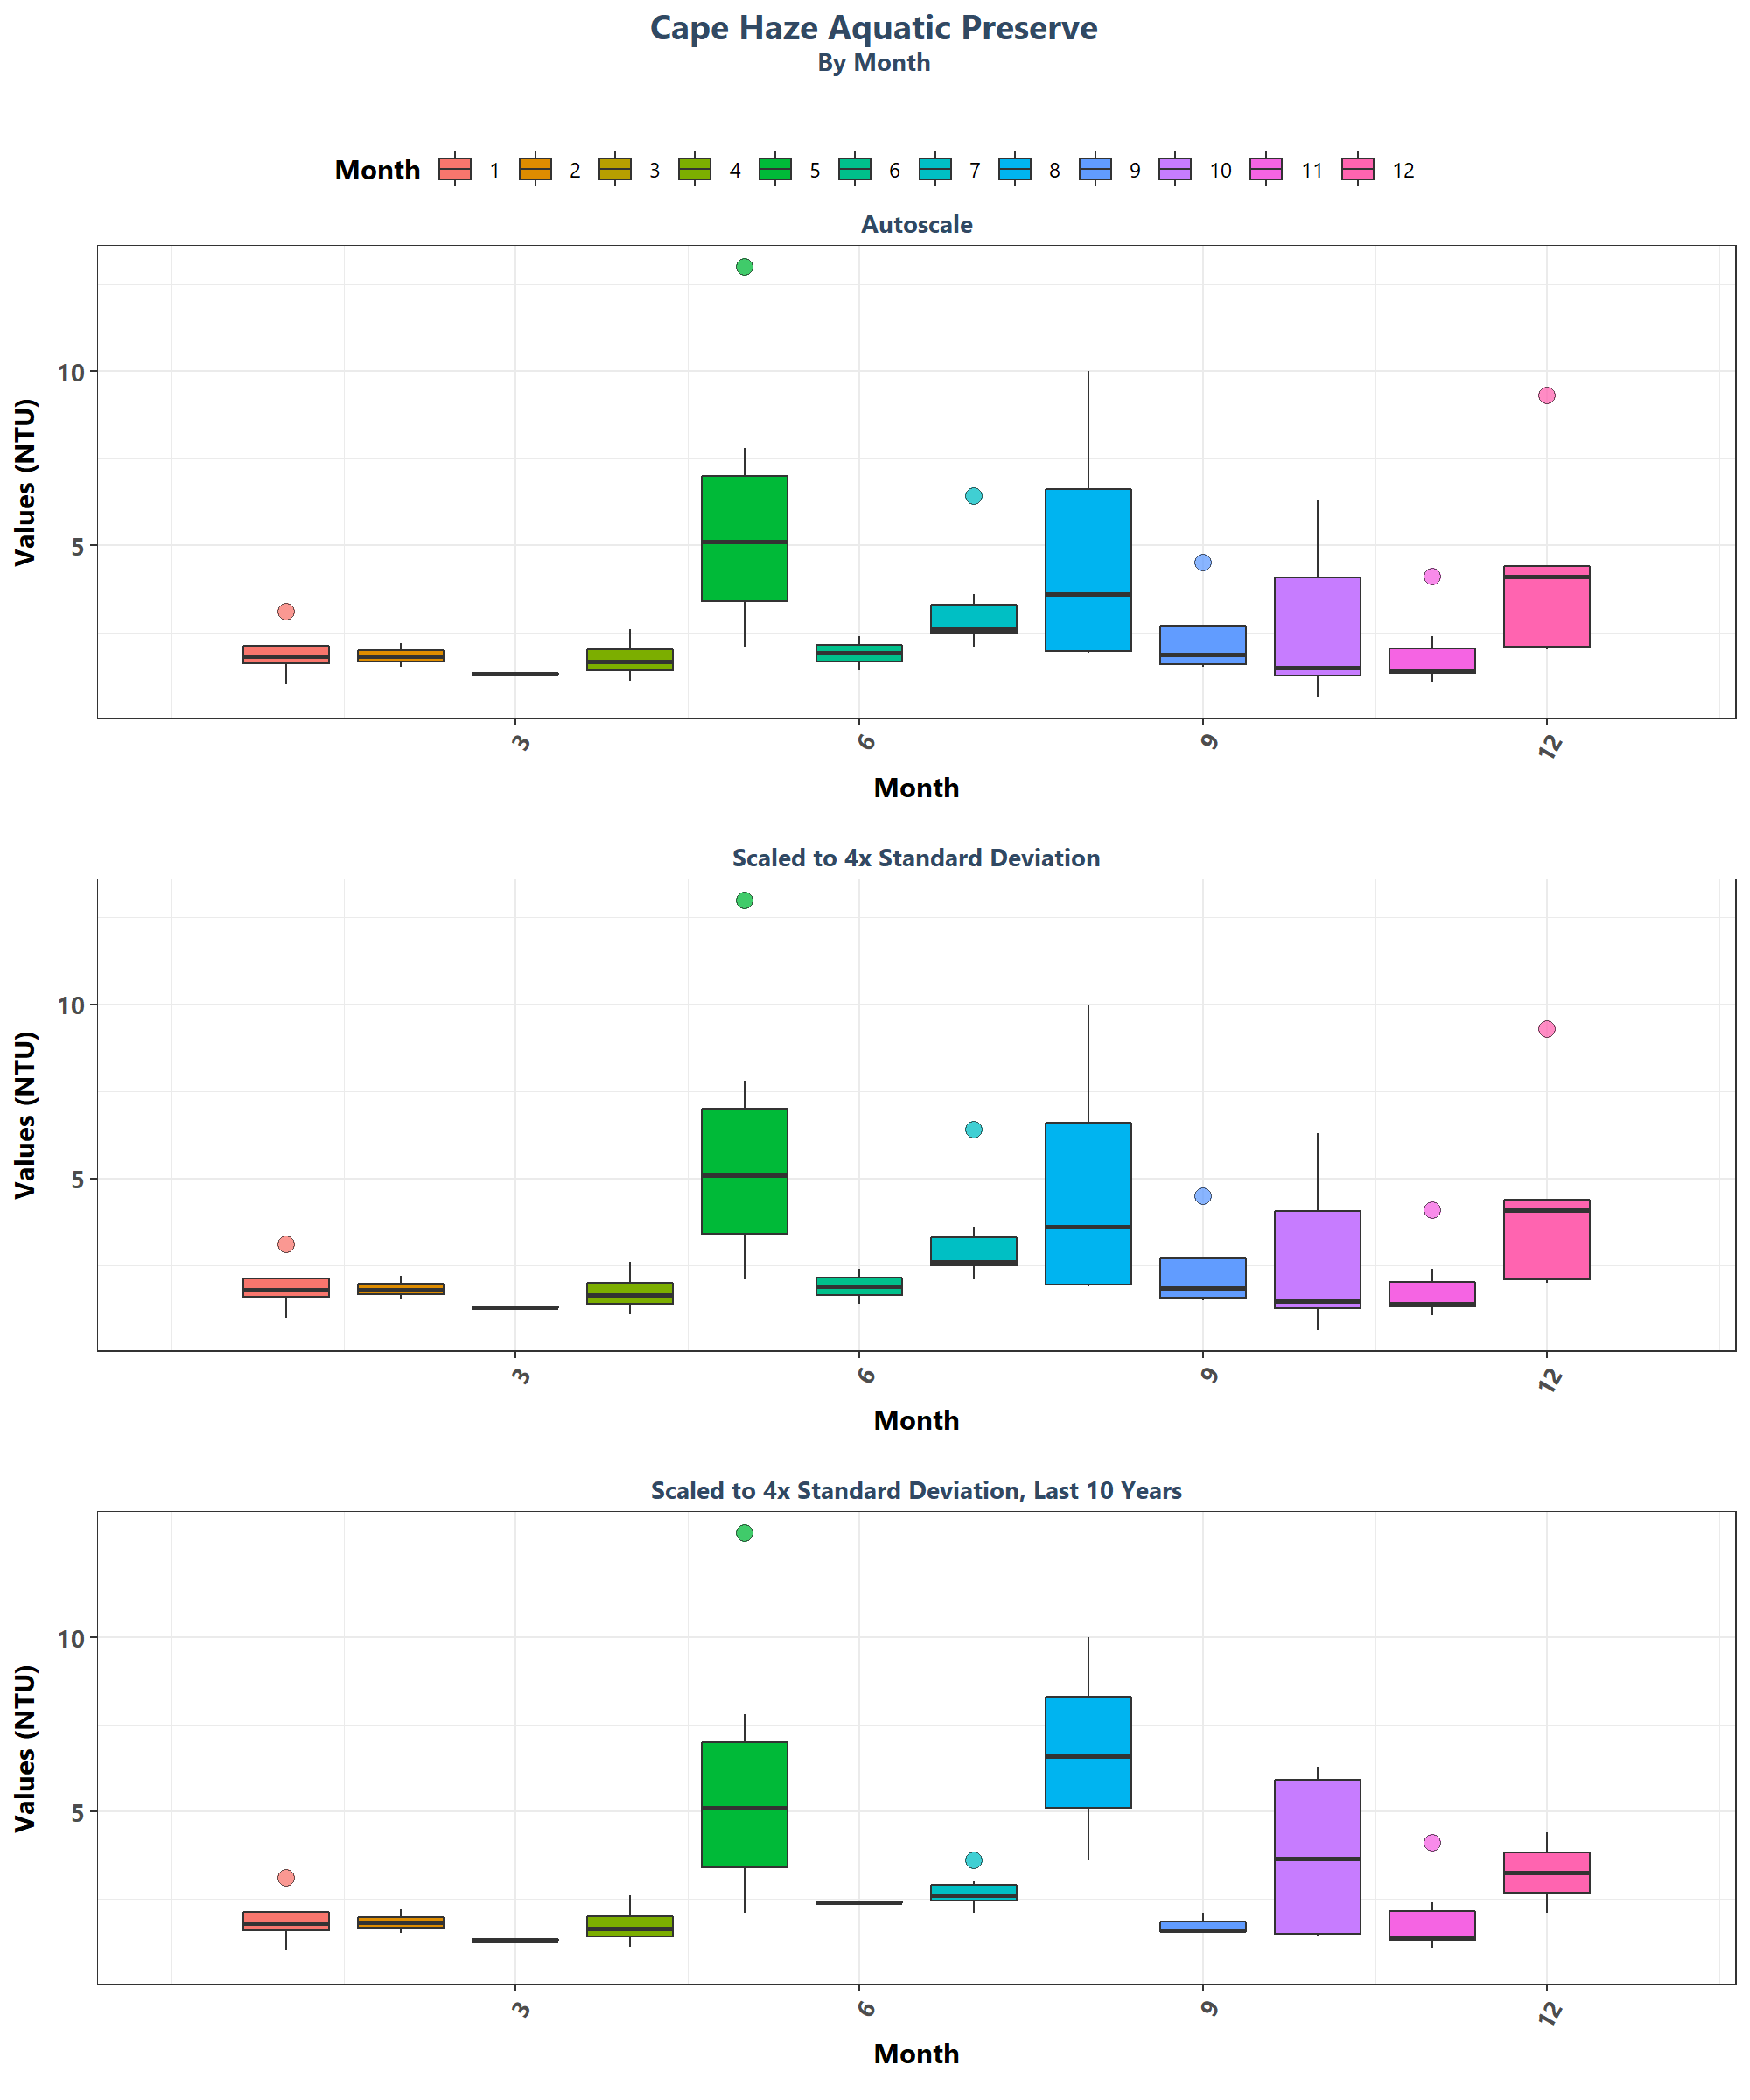 Cape Haze Aquatic Preserve
By Month
Month 1 2 3 4 5 6 7 8 9 10 11 12
Autoscale
Values (NTU)
10
5
3 6 9 12
Month
Scaled to 4x Standard Deviation
Values (NTU)
10
5
3 6 9 12
Month
Scaled to 4x Standard Deviation, Last 10 Years
Values (NTU)
10
5
3 6 9 12
Month